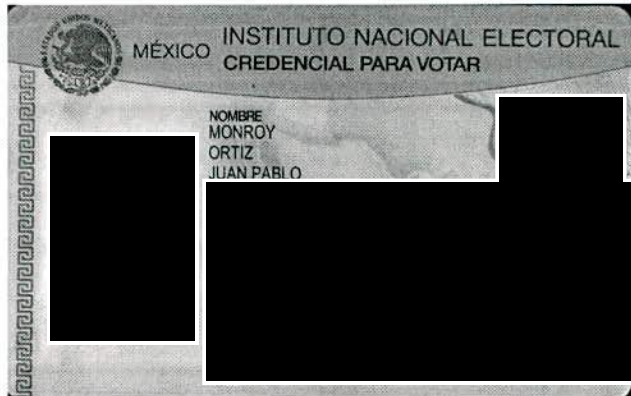 MÉXICO INSTITUTO NACIONAL ELECTORAL
CREDENCIAL PARA VOTAR
NOMBRE
MONROY
ORTIZ
JUAN PABLO